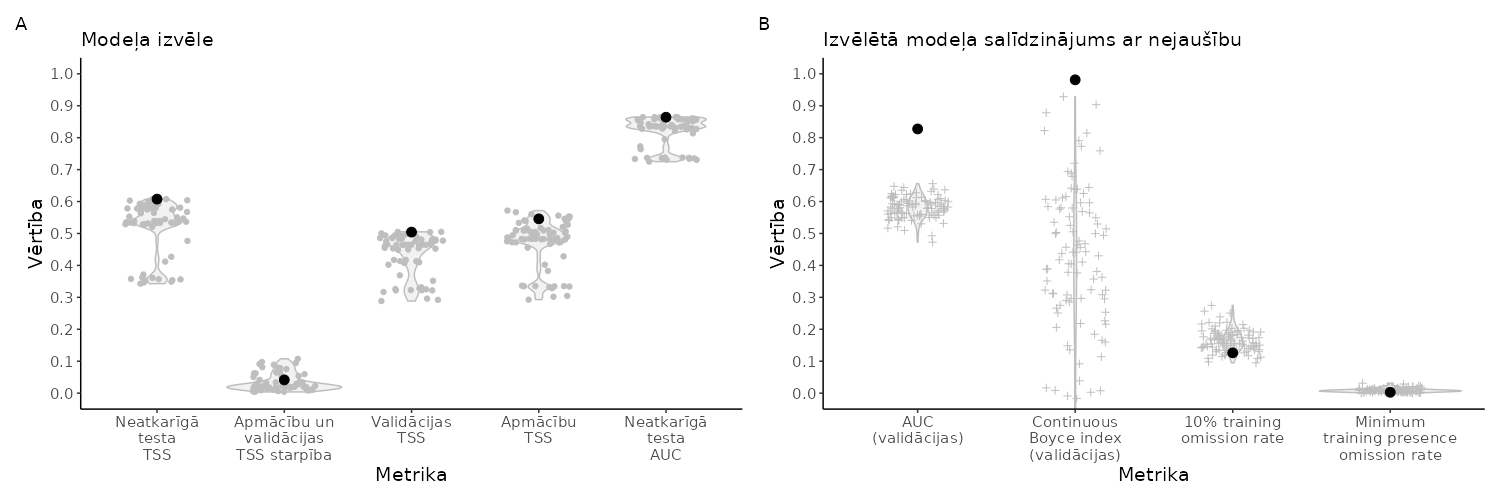 A
Modeļa izvēle
Vērtība
1.0
0.9
0.8
0.7
0.6
0.5
0.4
0.3
0.2
0.1
0.0
Neatkarīgā
testa
TSS
Apmācību un
validācijas
TSS starpība
Validācijas
TSS
Apmācību
TSS
Neatkarīgā
testa
AUC
Metrika
B
Izvēlētā modeļa salīdzinājums ar nejaušību
Vērtība
1.0
0.9
0.8
0.7
0.6
0.5
0.4
0.3
0.2
0.1
0.0
AUC
(validācijas)
Continuous
Boyce index
(validācijas)
10% training
omission rate
Minimum
training presence
omission rate
Metrika